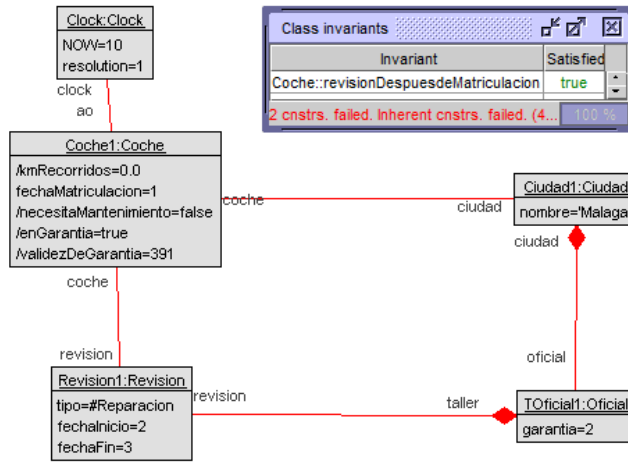 Clock:Clock
NOW=10
resolution=1
clock
ao
Class invariants
Invariant
Satisfied
Coche::revisionDespuesdeMatriculacion
true
2 cnstrs. failed. Inherent cnstrs. failed. (4...
100 %
Coche1:Coche
/kmRecorridos=0.0
fechaMatriculacion=1
/necesitaMantenimiento=false
/enGarantia=true
/validezDeGarantia=391
coche
ciudad
Ciudad1:Ciudad
nombre='Malaga
ciudad
coche
revision
oficial
Revision1:Revision
tipo=#Reparacion
fechaInicio=2
fechaFin=3
revision
taller
TOficial1:Oficial
garantia=2